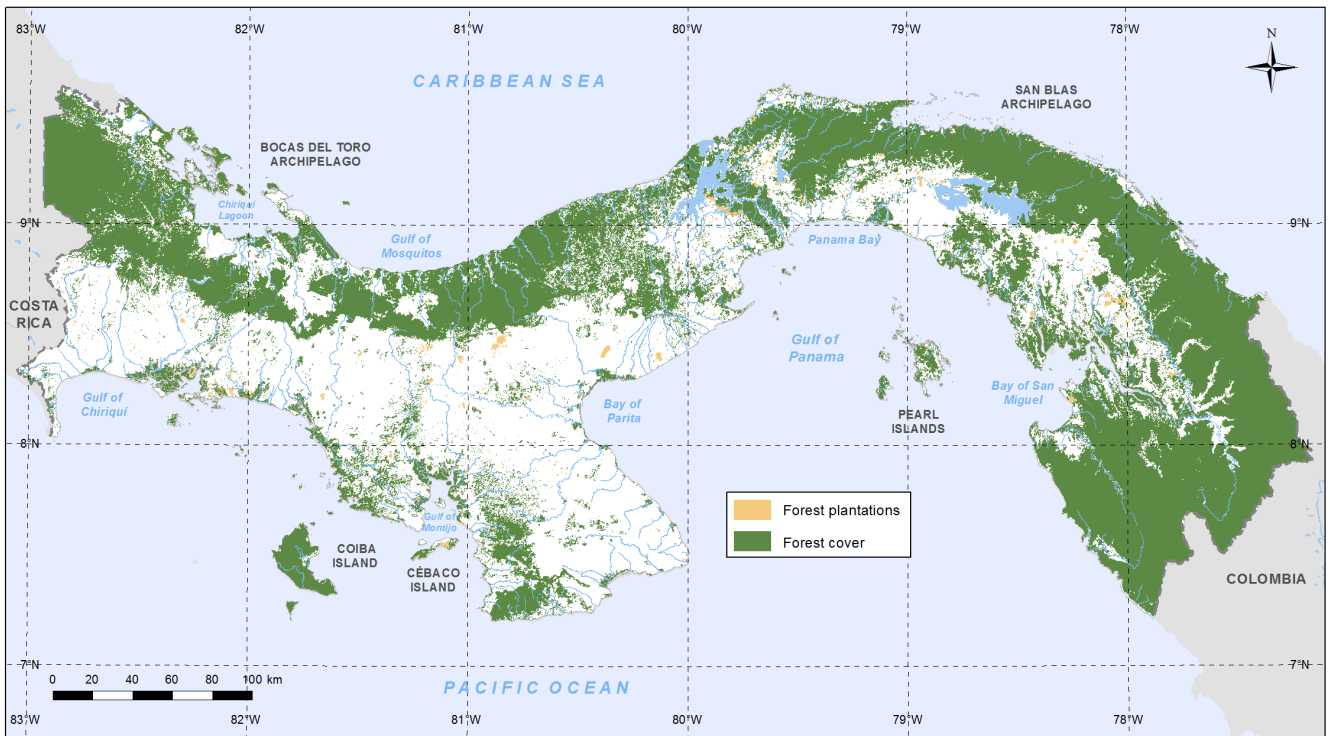 83°W
82°W
81°W
80°W
79°W
78°W
N
CARIBBEAN SEA
SAN BLAS
ARCHIPELAGO
BOCAS DEL TORO
ARCHIPELAGO
Chiriquí
Lagoon
9°N
9°N
Gulf of
Mosquitos
Panama Bay
COSTA
RICA
Gulf of
Panama
Gulf of
Chiriquí
Bay of
Parita
Bay of San
Miguel
PEARL
ISLANDS
8°N
8°N
Forest plantations
Forest cover
Gulf of
Montijo
COIBA
ISLAND
CÉBACO
ISLAND
COLOMBIA
7°N
7°N
0 20 40 60 80 100 km
PACIFIC OCEAN
83°W
82°W
81°W
80°W
79°W
78°W